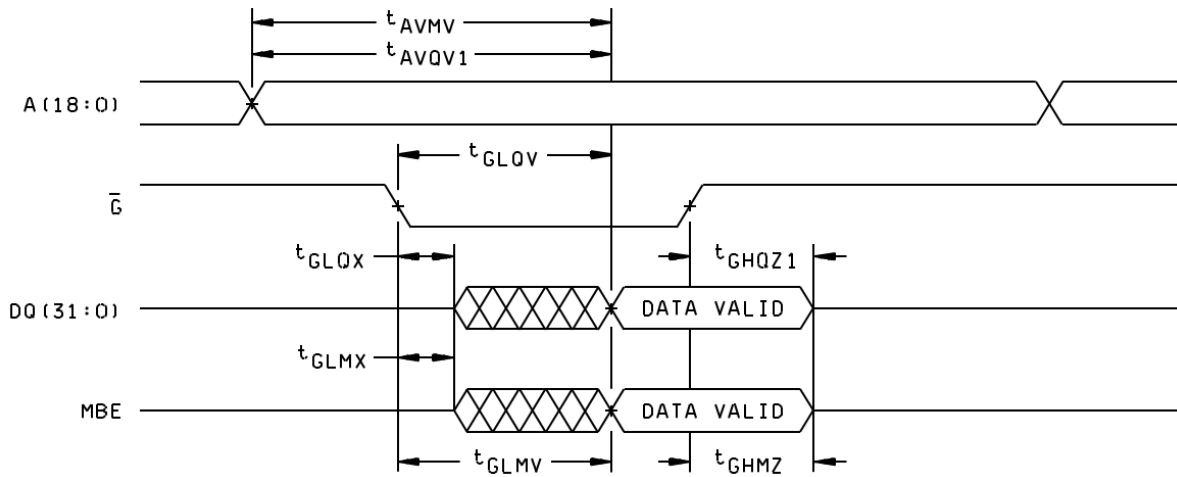 tAVMV
tAVQV1
A(18:0)
tGLQV
G̅
tGLQX
tGHQZ1
DQ(31:0)
DATA VALID
tGLMX
MBE
DATA VALID
tGLMV
tGHMZ